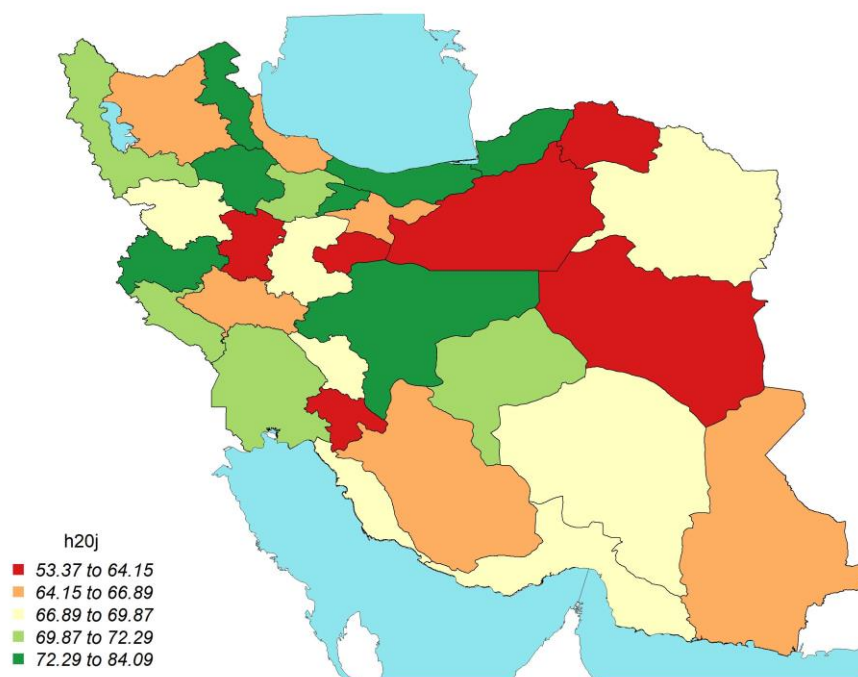 h20j
53.37 to 64.15
64.15 to 66.89
66.89 to 69.87
69.87 to 72.29
72.29 to 84.09